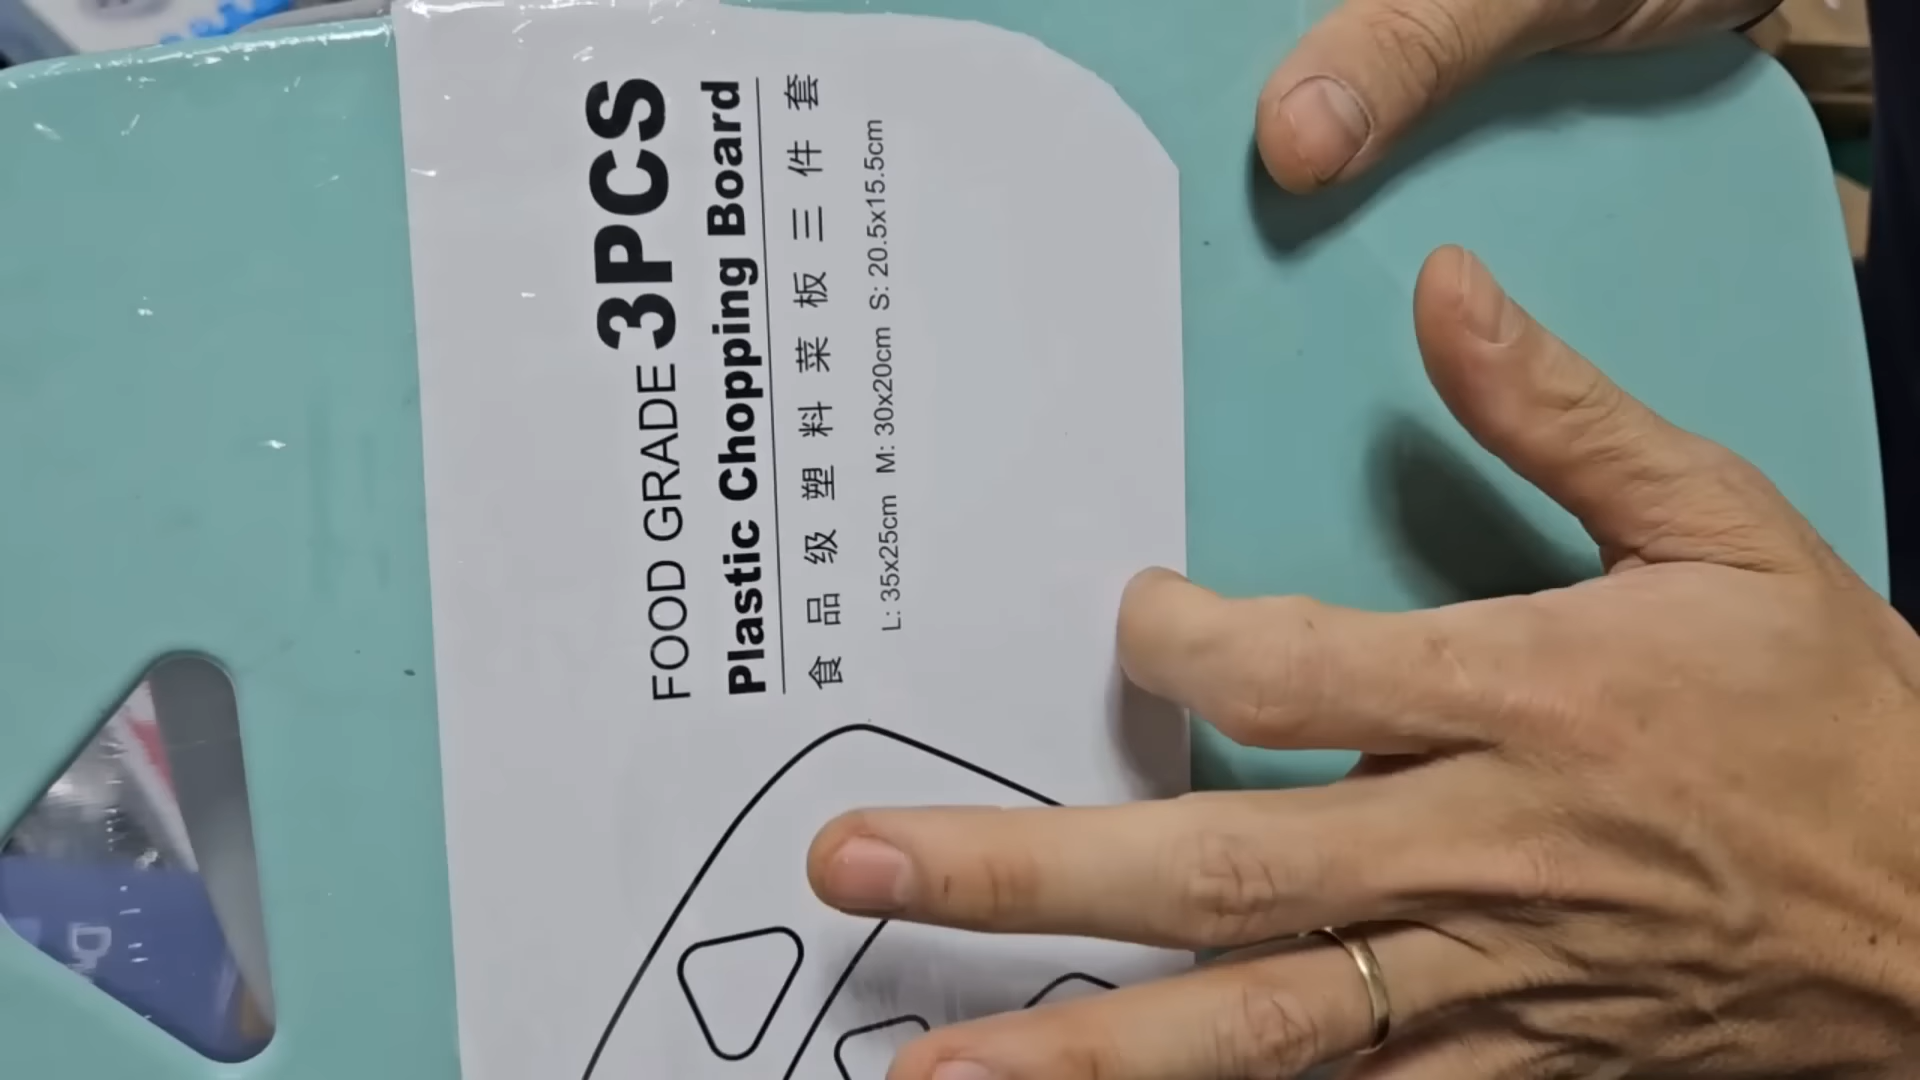 FOOD GRADE 3PCS
Plastic Chopping Board
食品级塑料菜板三件套
L: 35x25cm M: 30x20cm S: 20.5x15.5cm